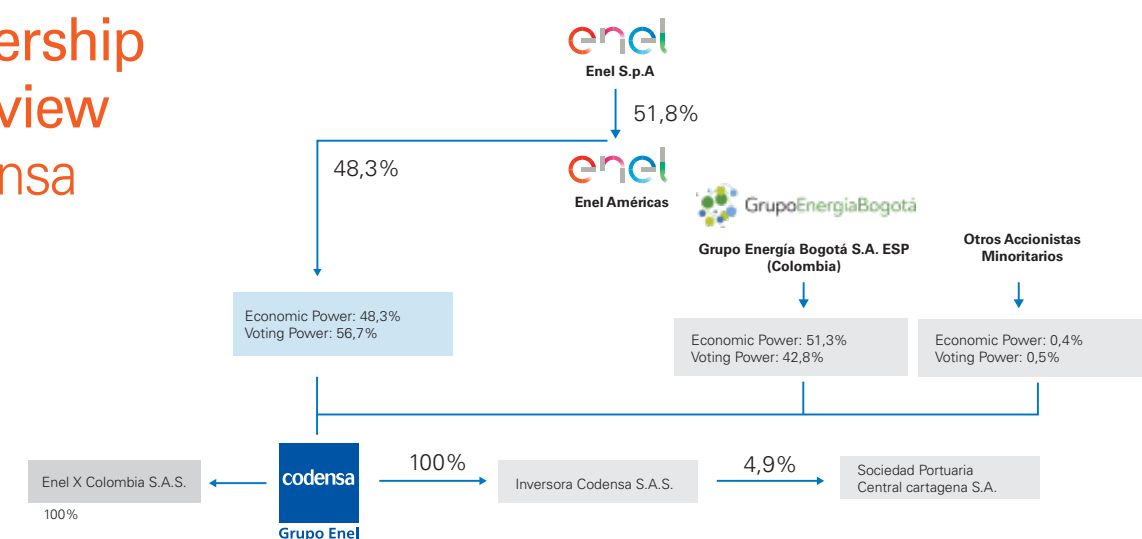 ership
view
nsa
enel
Enel S.p.A
51,8%
48,3%
enel
Enel Américas
GrupoEnergíaBogotá
Grupo Energía Bogotá S.A. ESP
(Colombia)
Otros Accionistas
Minoritarios
Economic Power: 48,3%
Voting Power: 56,7%
Economic Power: 51,3%
Voting Power: 42,8%
Economic Power: 0,4%
Voting Power: 0,5%
Enel X Colombia S.A.S.
100%
codensa
Grupo Enel
100%
Inversora Codensa S.A.S.
4,9%
Sociedad Portuaria
Central cartagena S.A.